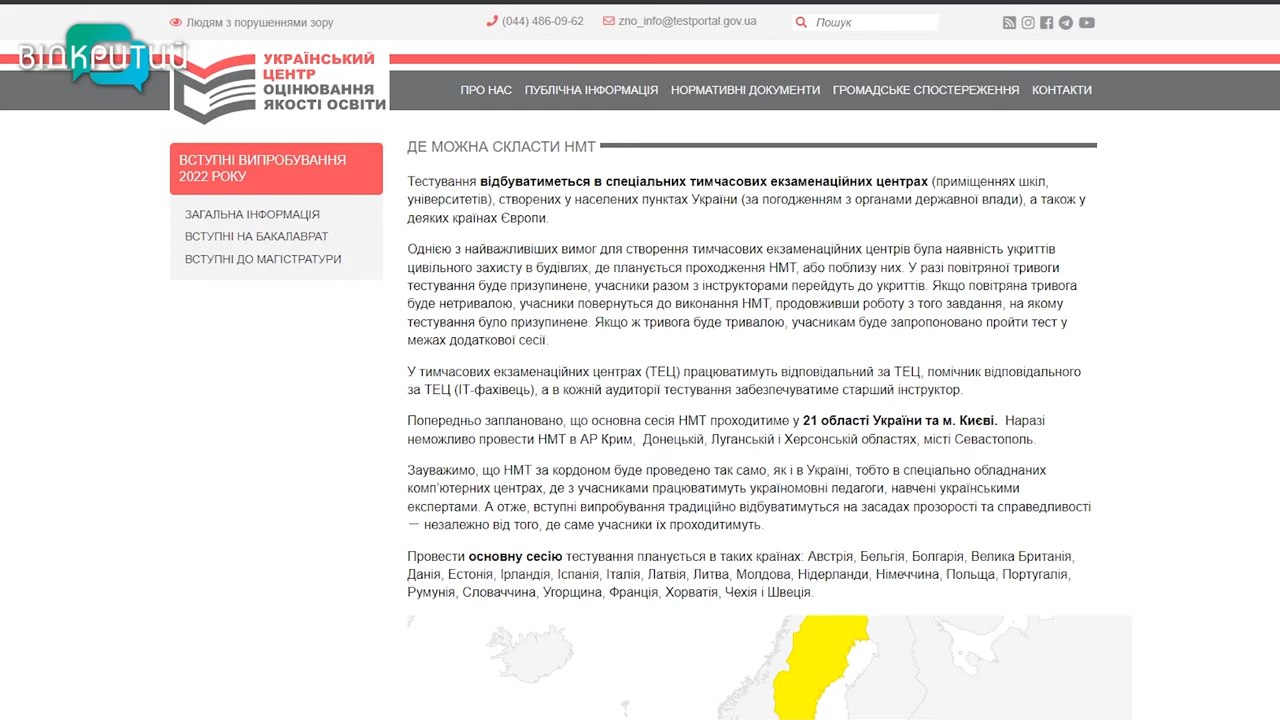 Людям з порушеннями зору
(044) 486-09-62
zno_info@testportal.gov.ua
Пошук
ВІДКРИТИЙ
УКРАЇНСЬКИЙ
ЦЕНТР
ОЦІНЮВАННЯ
ЯКОСТІ ОСВІТИ
ПРО НАС ПУБЛІЧНА ІНФОРМАЦІЯ НОРМАТИВНІ ДОКУМЕНТИ ГРОМАДСЬКЕ СПОСТЕРЕЖЕННЯ КОНТАКТИ
ВСТУПНІ ВИПРОБУВАННЯ
2022 РОКУ
ЗАГАЛЬНА ІНФОРМАЦІЯ
ВСТУПНІ НА БАКАЛАВРАТ
ВСТУПНІ ДО МАГІСТРАТУРИ
ДЕ МОЖНА СКЛАСТИ НМТ
Тестування відбуватиметься в спеціальних тимчасових екзаменаційних центрах (приміщеннях шкіл,
університетів), створених у населених пунктах України (за погодженням з органами державної влади), а також у
деяких країнах Європи.
Однією з найважливіших вимог для створення тимчасових екзаменаційних центрів була наявність укриттів
цивільного захисту в будівлях, де планується проходження НМТ, або поблизу них. У разі повітряної тривоги
тестування буде призупинене, учасники разом з інструкторами перейдуть до укриттів. Якщо повітряна тривога
буде нетривалою, учасники повернуться до виконання НМТ, продовживши роботу з того завдання, на якому
тестування було призупинене. Якщо ж тривога буде тривалою, учасникам буде запропоновано пройти тест у
межах додаткової сесії.
У тимчасових екзаменаційних центрах (ТЕЦ) працюватимуть відповідальний за ТЕЦ, помічник відповідального
за ТЕЦ (ІТ-фахівець), а в кожній аудиторії тестування забезпечуватиме старший інструктор.
Попередньо заплановано, що основна сесія НМТ проходитиме у 21 області України та м. Києві. Наразі
неможливо провести НМТ в АР Крим, Донецькій, Луганській і Херсонській областях, місті Севастополь.
Зауважимо, що НМТ за кордоном буде проведено так само, як і в Україні, тобто в спеціально обладнаних
комп'ютерних центрах, де з учасниками працюватимуть україномовні педагоги, навчені українськими
експертами. А отже, вступні випробування традиційно відбуватимуться на засадах прозорості та справедливості
— незалежно від того, де саме учасники їх проходитимуть.
Провести основну сесію тестування планується в таких країнах: Австрія, Бельгія, Болгарія, Велика Британія,
Данія, Естонія, Ірландія, Іспанія, Італія, Латвія, Литва, Молдова, Нідерланди, Німеччина, Польща, Португалія,
Румунія, Словаччина, Угорщина, Франція, Хорватія, Чехія і Швеція.